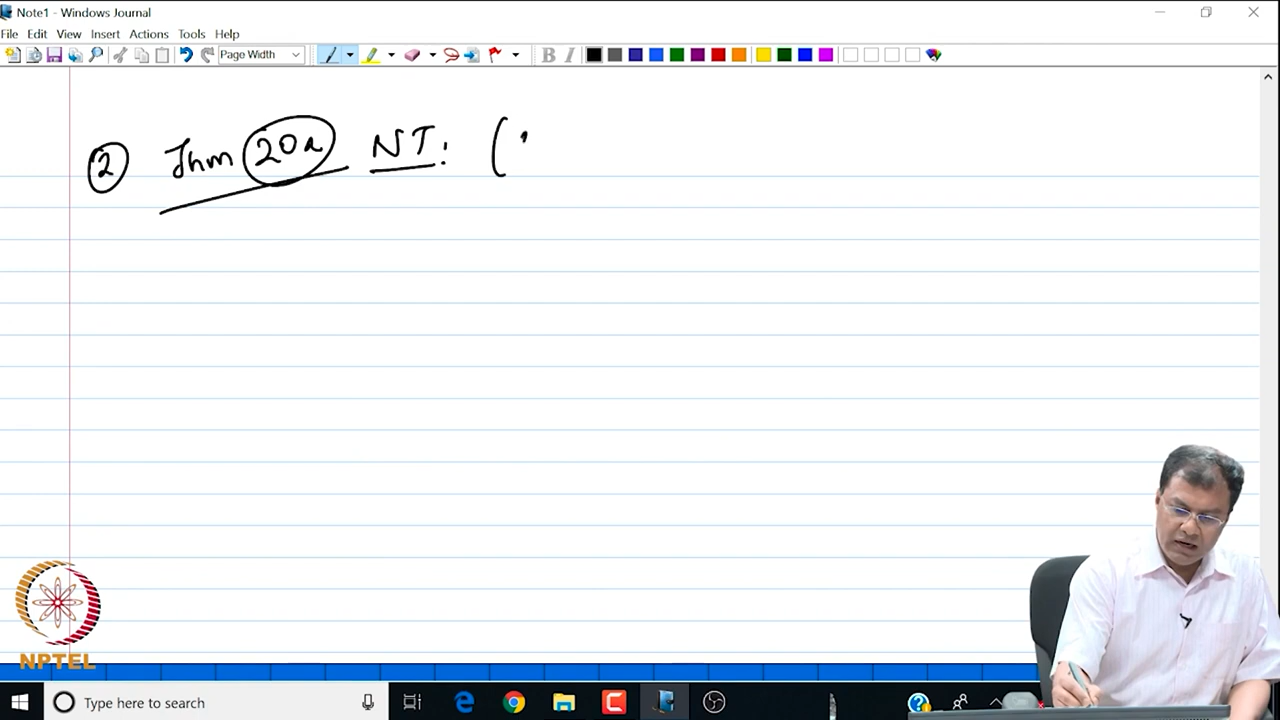 Note1 - Windows Journal
File Edit View Insert Actions Tools Help
Page Width B I
② Thm 20a NT: (
NPTEL
Type here to search